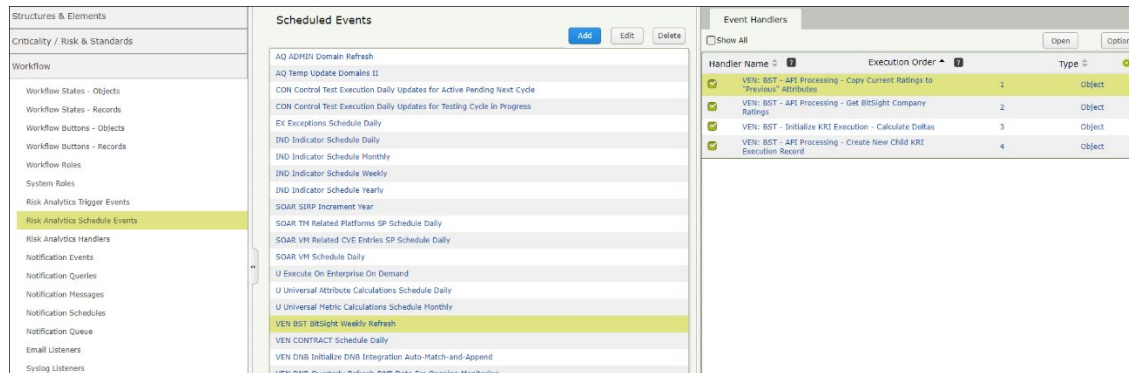 Structures & Elements
Criticality / Risk & Standards
Workflow
Workflow States - Objects
Workflow States - Records
Workflow Buttons - Objects
Workflow Buttons - Records
Workflow Roles
System Roles
Risk Analytics Trigger Events
Risk Analytics Schedule Events
Risk Analytics Handlers
Notification Events
Notification Queries
Notification Messages
Notification Schedules
Notification Queue
Email Listeners
Syslog Listeners
Scheduled Events
Add Edit Delete
AQ ADMIN Domain Refresh
AQ Temp Update Domains II
CON Control Test Execution Daily Updates for Active Pending Next Cycle
CON Control Test Execution Daily Updates for Testing Cycle in Progress
EX Exceptions Schedule Daily
IND Indicator Schedule Daily
IND Indicator Schedule Monthly
IND Indicator Schedule Weekly
IND Indicator Schedule Yearly
SOAR SIRP Increment Year
SOAR TM Related Platforms SP Schedule Daily
SOAR VM Related CVE Entries SP Schedule Daily
SOAR VM Schedule Daily
U Execute On Enterprise On Demand
U Universal Attribute Calculations Schedule Daily
U Universal Metric Calculations Schedule Monthly
VEN BST BitSight Weekly Refresh
VEN CONTRACT Schedule Daily
VEN DNB Initialize DNB Integration Auto-Match-and-Append
VEN DNB Quarterly Refresh DNB Data For Ongoing Monitoring
Event Handlers
Show All Open Option
Handler Name ? Execution Order ? Type
VEN: BST - API Processing - Copy Current Ratings to 1 Object
"Previous" Attributes
VEN: BST - API Processing - Get BitSight Company 2 Object
Ratings
VEN: BST - Initialize KRI Execution - Calculate Deltas 3 Object
VEN: BST - API Processing - Create New Child KRI 4 Object
Execution Record